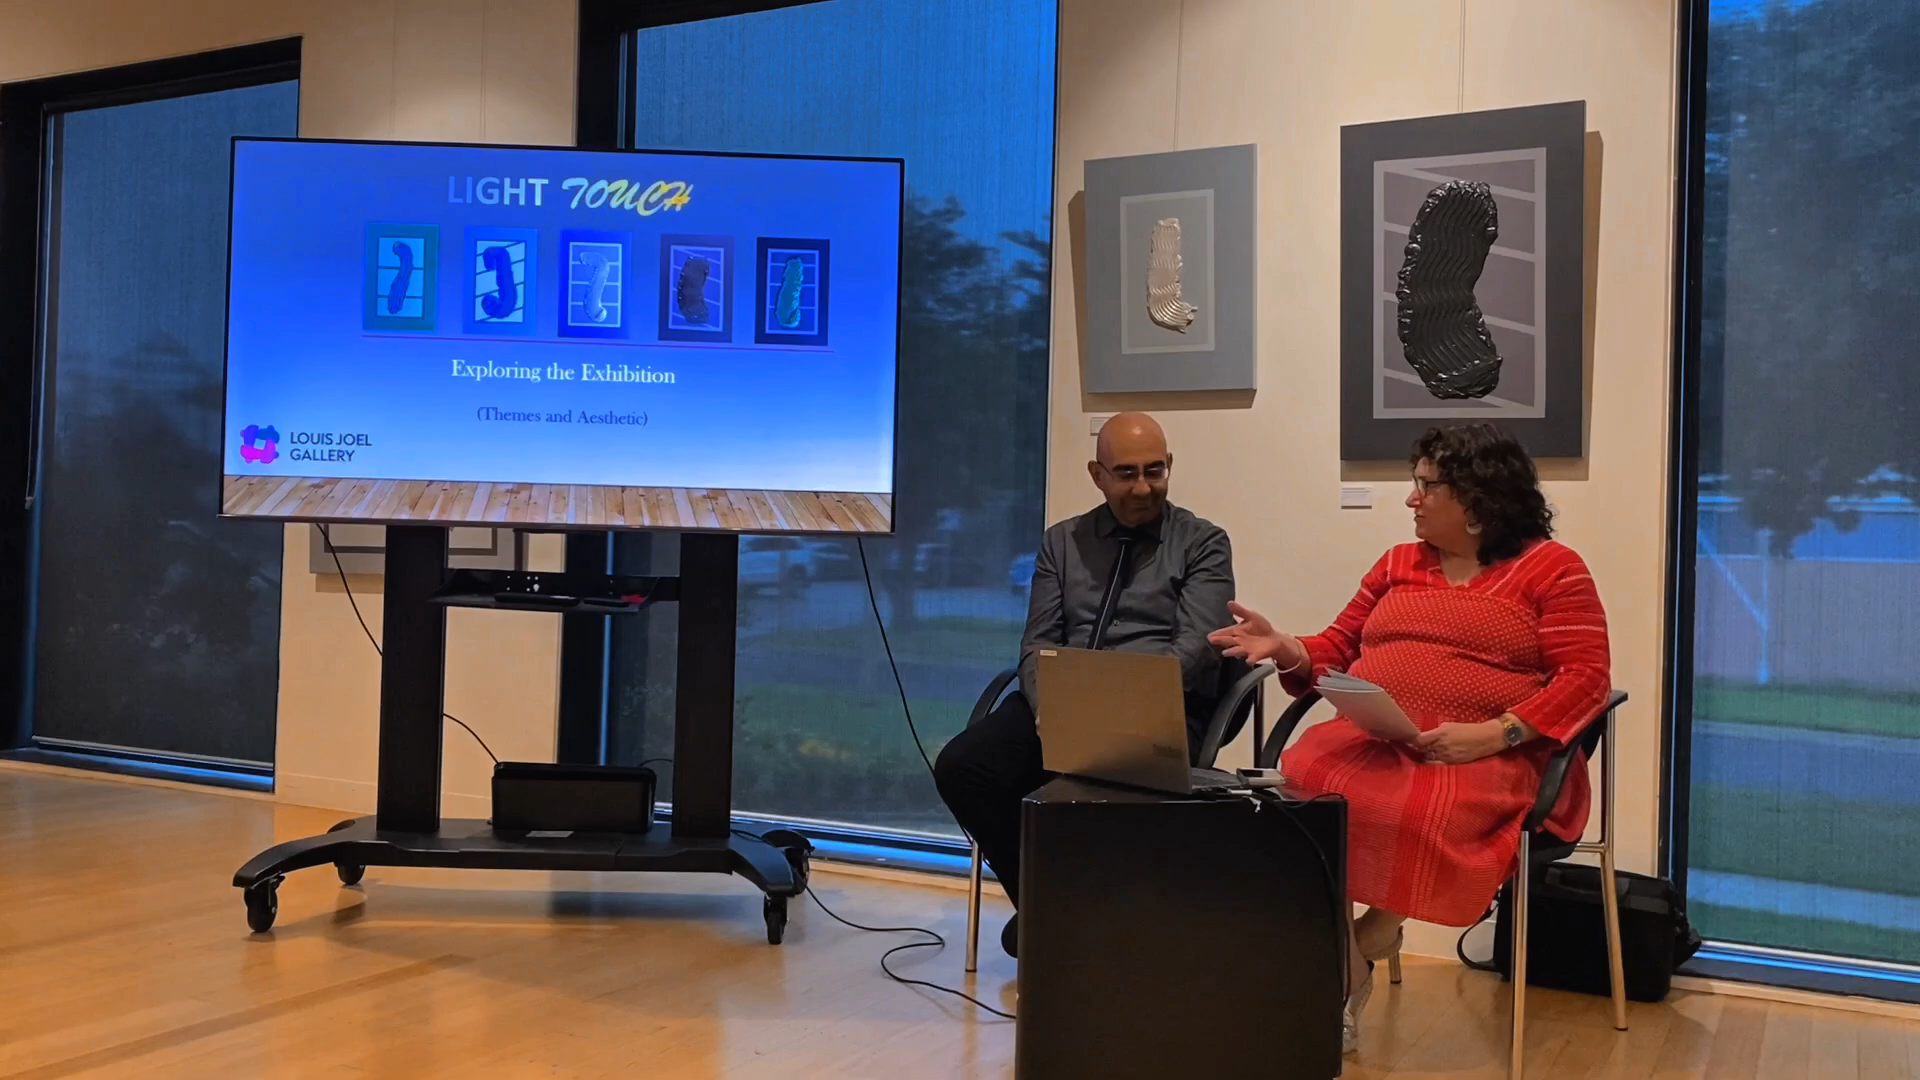 LIGHT TOUCH
Exploring the Exhibition
(Themes and Aesthetic)
LOUIS JOEL
GALLERY